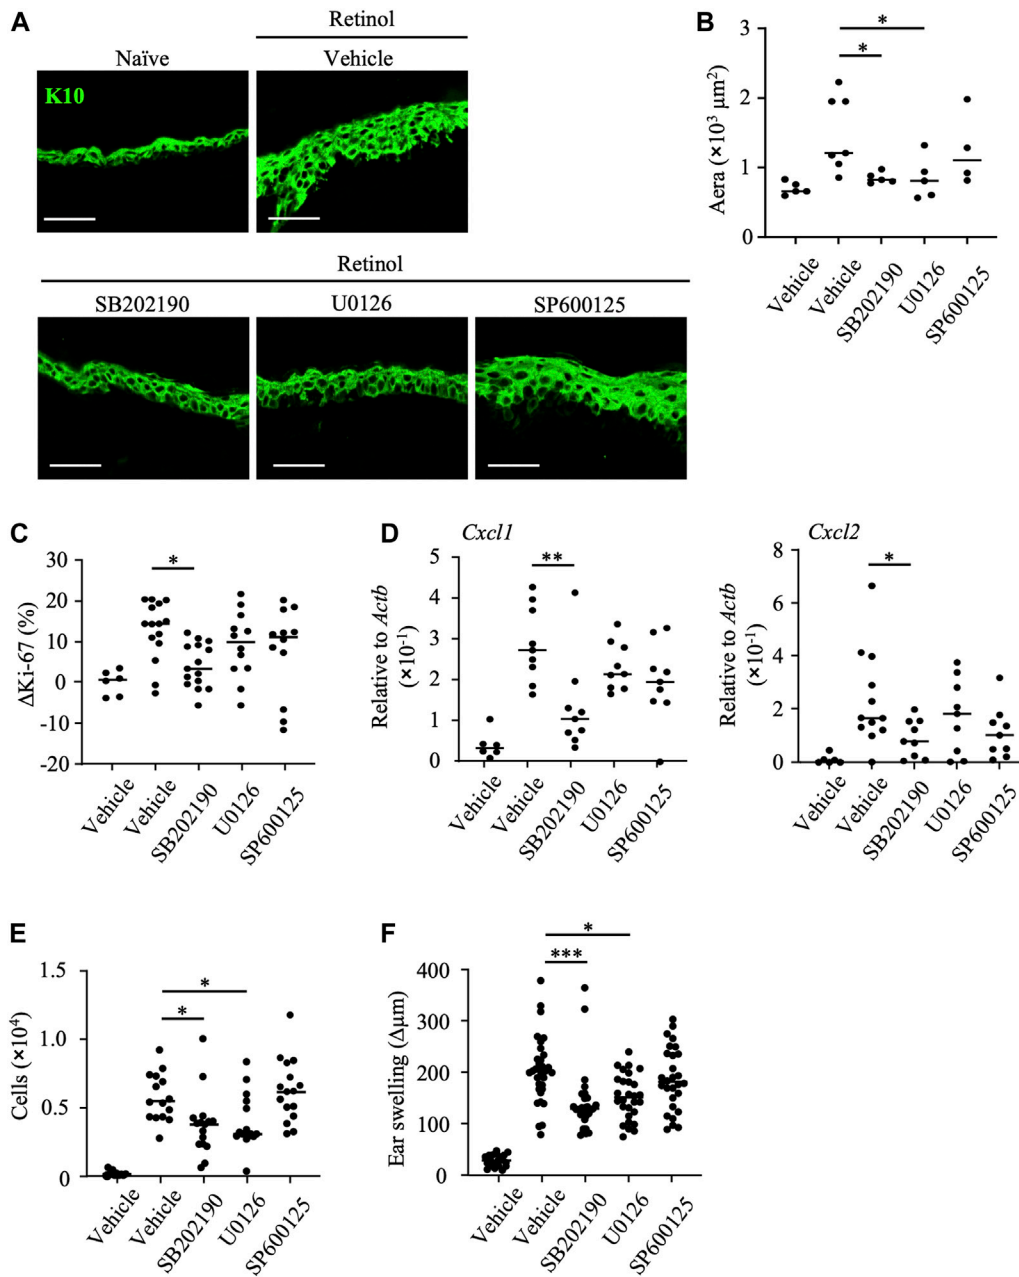 A
Retinol
Naïve
Vehicle
K10
Retinol
SB202190
U0126
SP600125
B
*
*
3
2
1
0
Aera (×10³ μm²)
Vehicle
Vehicle
SB202190
U0126
SP600125
C
*
30
20
10
0
-10
-20
ΔKi-67 (%)
Vehicle
Vehicle
SB202190
U0126
SP600125
D
Cxcl1
**
5
4
3
2
1
0
Relative to Actb
(×10⁻¹)
Vehicle
Vehicle
SB202190
U0126
SP600125
Cxcl2
*
8
6
4
2
0
Relative to Actb
(×10⁻¹)
Vehicle
Vehicle
SB202190
U0126
SP600125
E
*
*
1.5
1.0
0.5
0
Cells (×10⁴)
Vehicle
Vehicle
SB202190
U0126
SP600125
F
*
***
400
300
200
100
0
Ear swelling (Δμm)
Vehicle
Vehicle
SB202190
U0126
SP600125